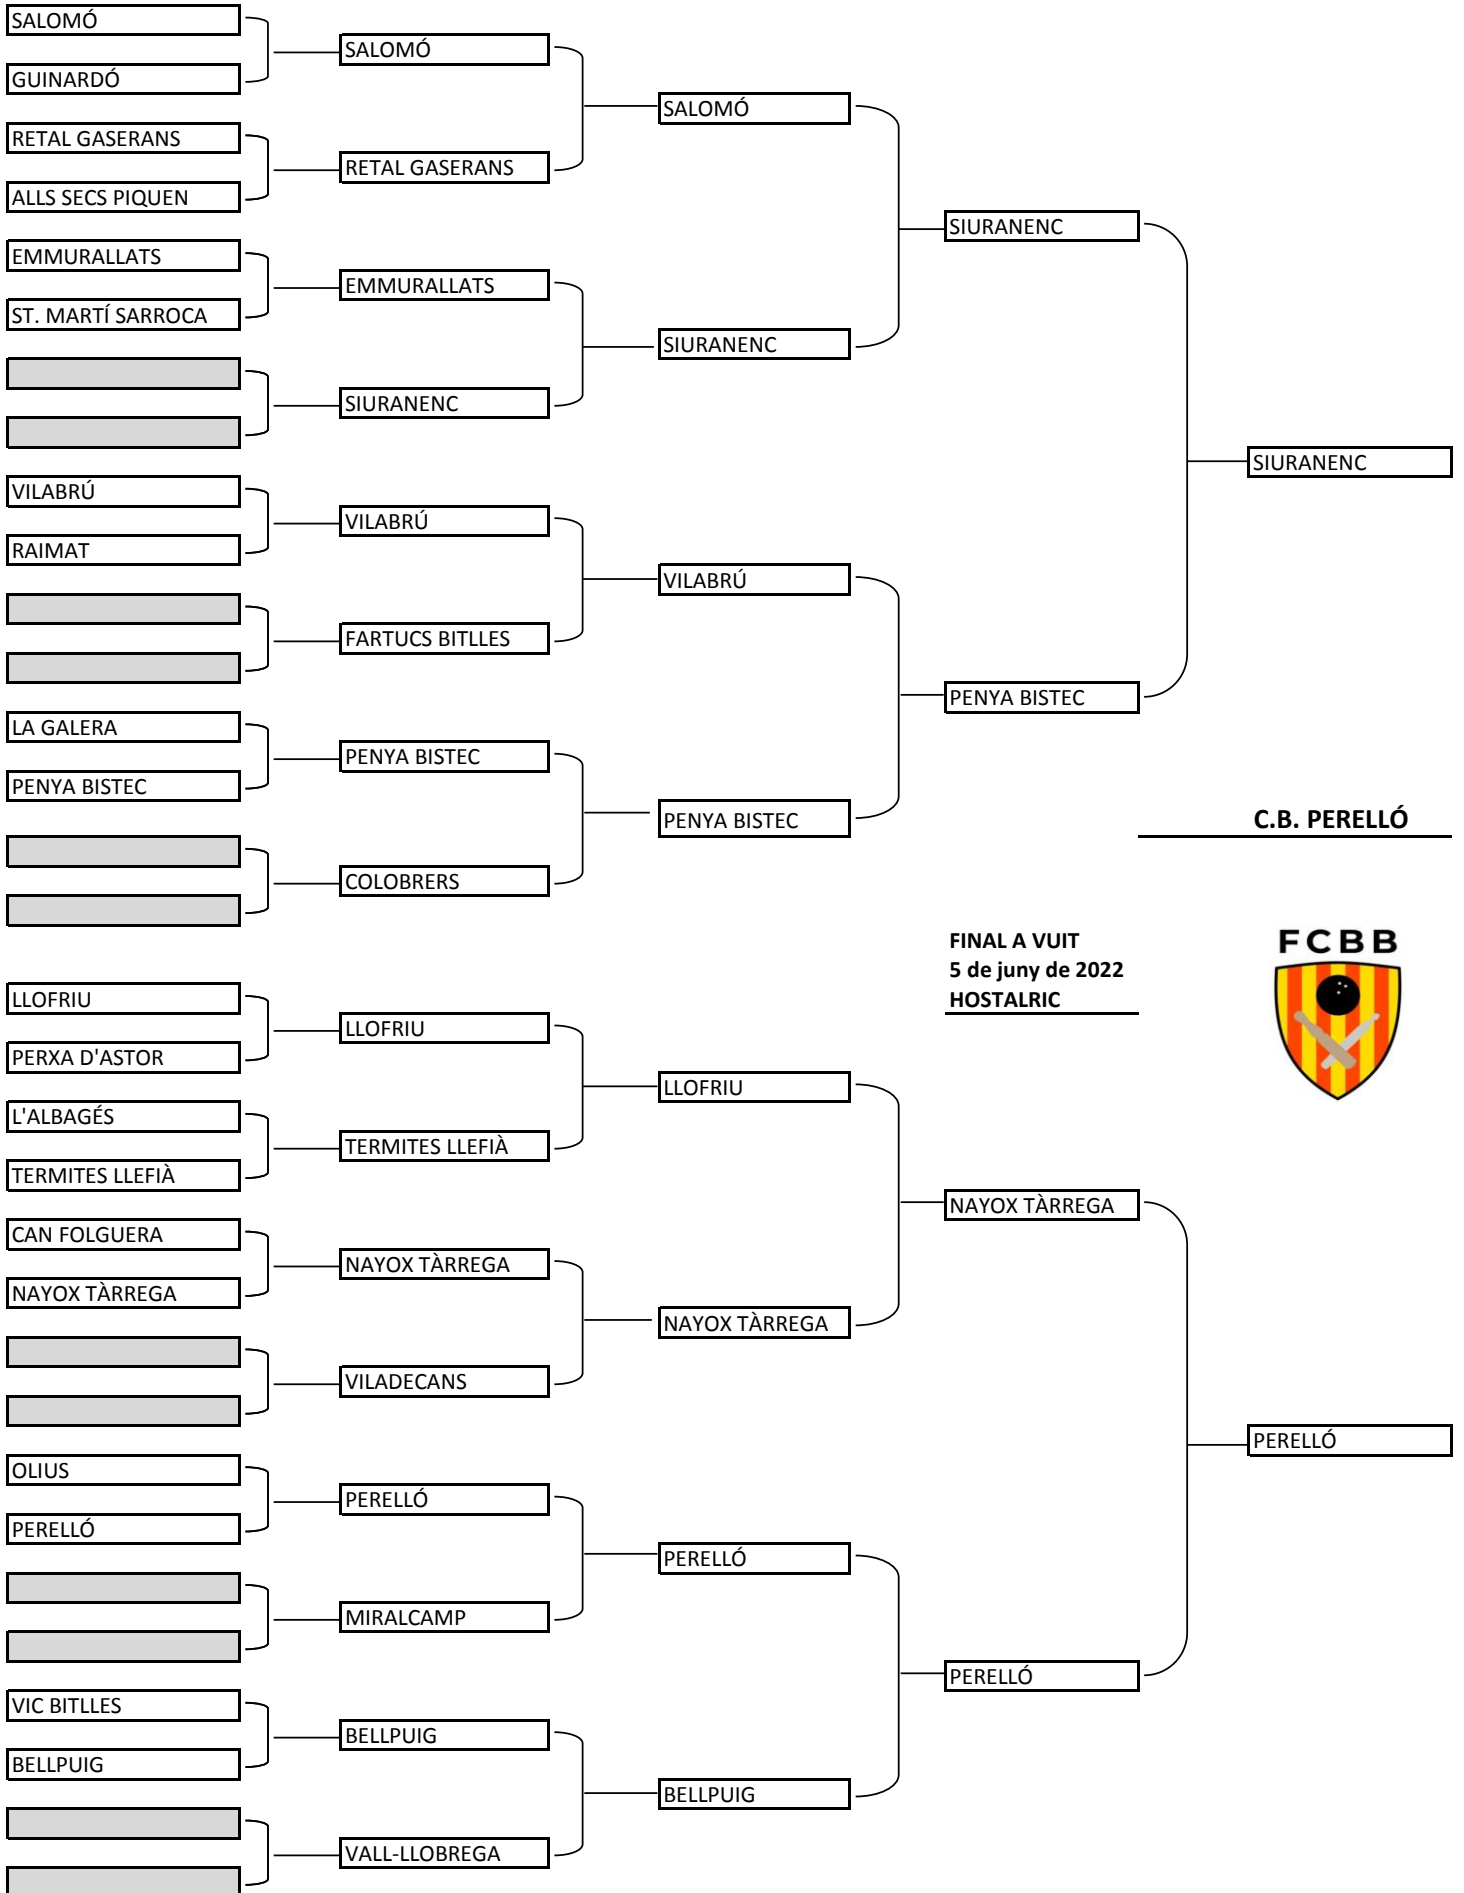 SALOMÓ
GUINARDÓ
RETAL GASERANS
ALLS SECS PIQUEN
EMMURALLATS
ST. MARTÍ SARROCA
VILABRÚ
RAIMAT
LA GALERA
PENYA BISTEC
LLOFRIU
PERXA D'ASTOR
L'ALBAGÉS
TERMITES LLEFIÀ
CAN FOLGUERA
NAYOX TÀRREGA
OLIUS
PERELLÓ
VIC BITLLES
BELLPUIG
SALOMÓ
RETAL GASERANS
EMMURALLATS
SIURANENC
VILABRÚ
FARTUCS BITLLES
PENYA BISTEC
COLOBRERS
LLOFRIU
TERMITES LLEFIÀ
NAYOX TÀRREGA
VILADECANS
PERELLÓ
MIRALCAMP
BELLPUIG
VALL-LLOBREGA
SALOMÓ
SIURANENC
VILABRÚ
PENYA BISTEC
LLOFRIU
NAYOX TÀRREGA
PERELLÓ
BELLPUIG
SIURANENC
PENYA BISTEC
NAYOX TÀRREGA
PERELLÓ
SIURANENC
PERELLÓ
C.B. PERELLÓ
FINAL A VUIT
5 de juny de 2022
HOSTALRIC
FCBB